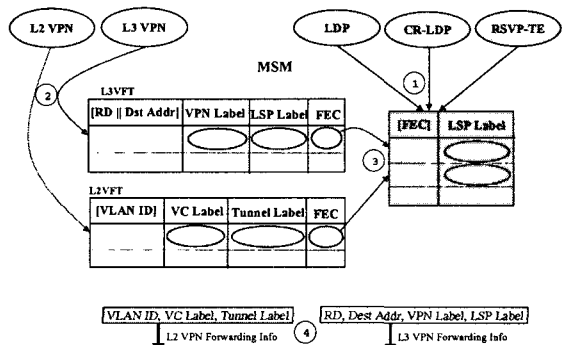 L2 VPN L3 VPN LDP CR-LDP RSVP-TE
MSM
1
2
L3VFT
[RD || Dst Addr] VPN Label LSP Label FEC
[FEC] LSP Label
3
L2VFT
[VLAN ID] VC Label Tunnel Label FEC
VLAN ID, VC Label, Tunnel Label 4 RD, Dest Addr, VPN Label, LSP Label
L2 VPN Forwarding Info L3 VPN Forwarding Info